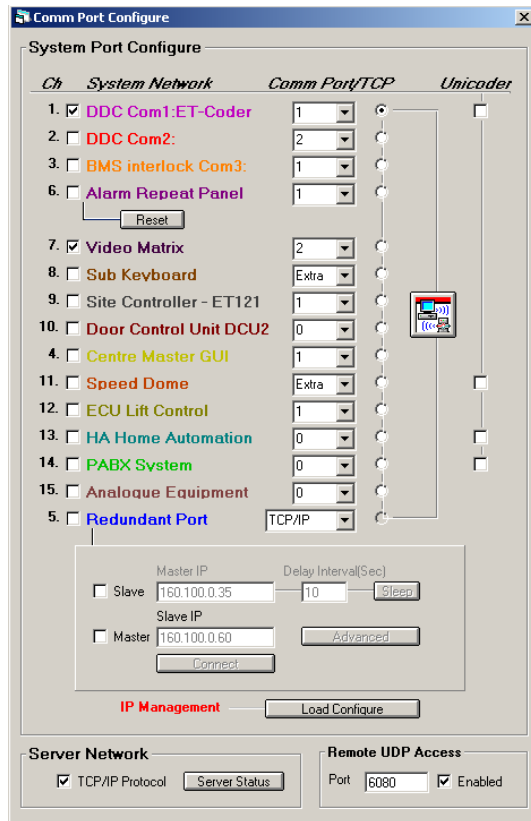 Comm Port Configure
System Port Configure
Ch System Network Comm Port/TCP Unicoder
1. DDC Com1:ET-Coder 1
2. DDC Com2: 2
3. BMS interlock Com3: 1
6. Alarm Repeat Panel 1
Reset
7. Video Matrix 2
8. Sub Keyboard Extra
9. Site Controller - ET121 1
10. Door Control Unit DCU2 0
4. Centre Master GUI 1
11. Speed Dome Extra
12. ECU Lift Control 1
13. HA Home Automation 0
14. PABX System 0
15. Analogue Equipment 0
5. Redundant Port TCP/IP
Master IP Delay Interval(Sec)
Slave 160.100.0.35 10 Sleep
Slave IP
Master 160.100.0.60 Advanced
Connect
IP Management Load Configure
Server Network
TCP/IP Protocol Server Status
Remote UDP Access
Port 6080 Enabled